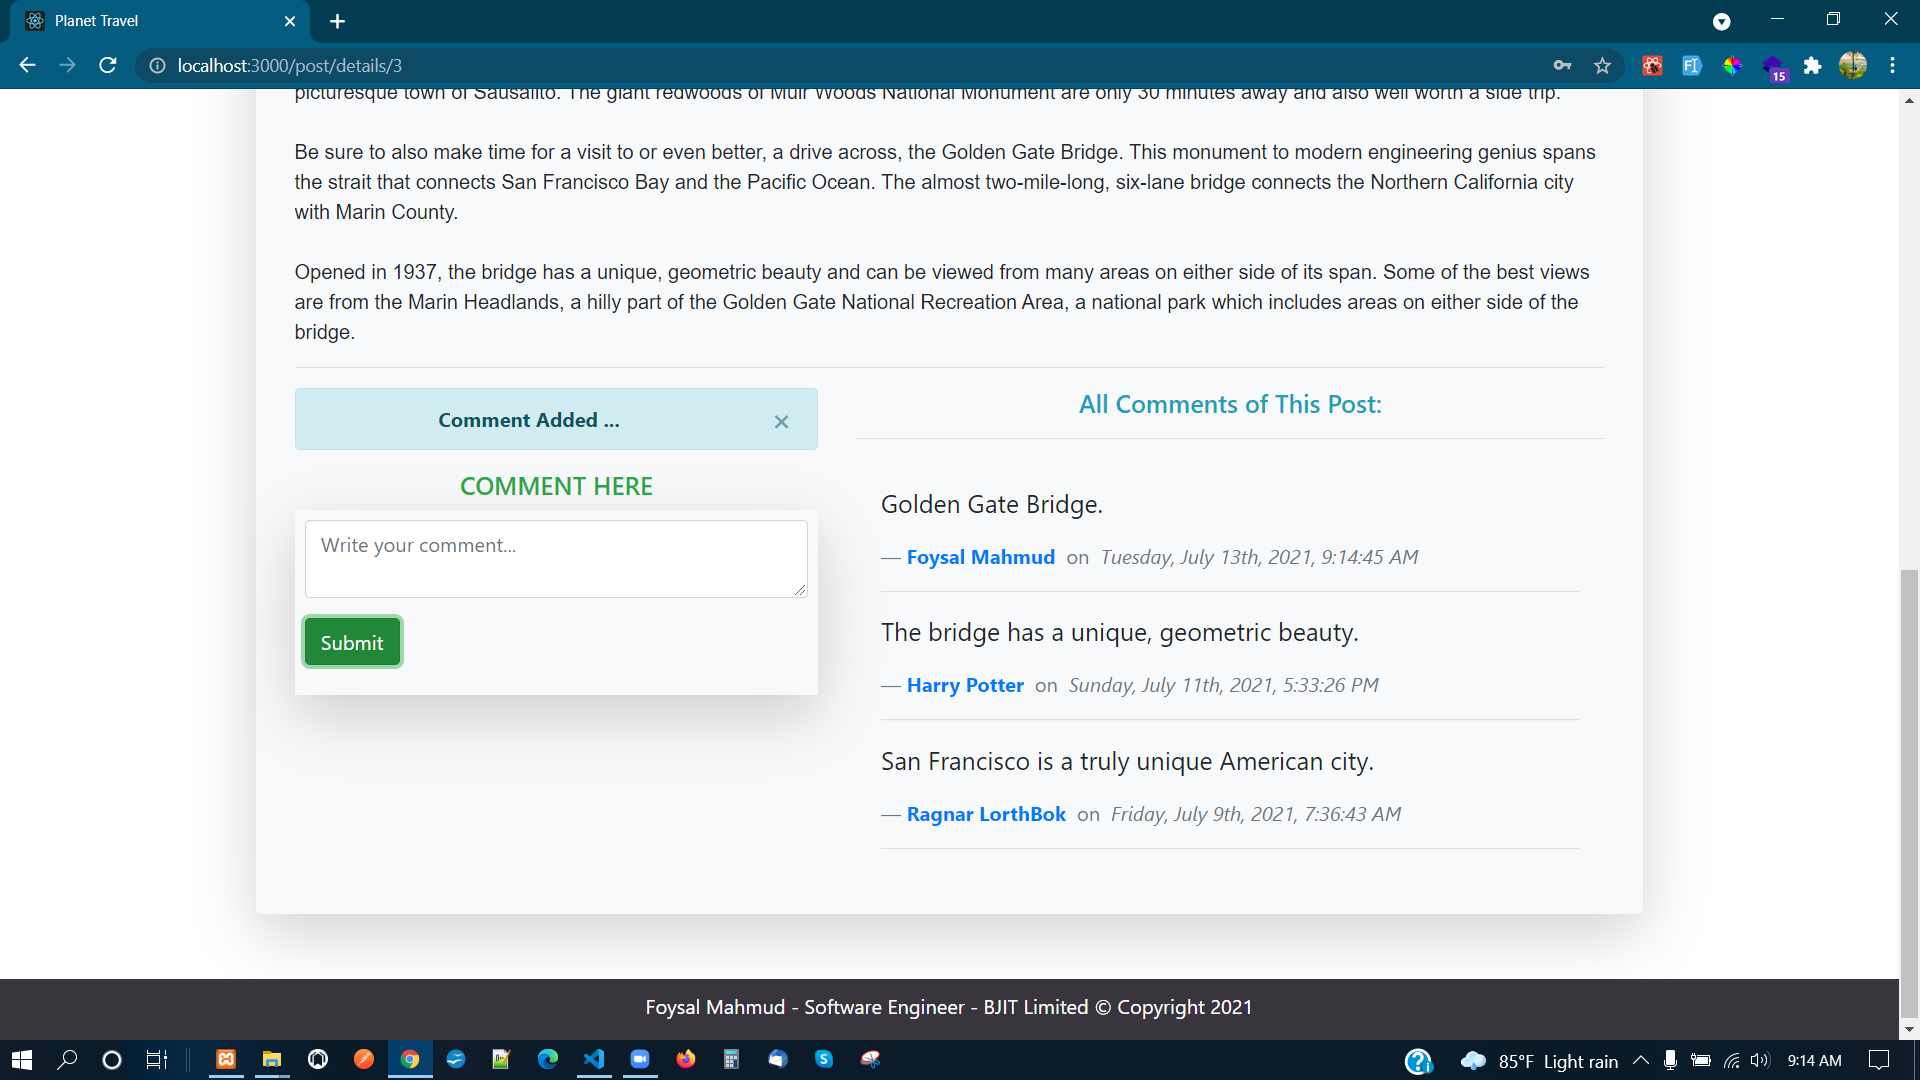 Planet Travel
localhost:3000/post/details/3
15
picturesque town of Sausalito. The giant redwoods of Muir Woods National Monument are only 30 minutes away and also well worth a side trip.
Be sure to also make time for a visit to or even better, a drive across, the Golden Gate Bridge. This monument to modern engineering genius spans
the strait that connects San Francisco Bay and the Pacific Ocean. The almost two-mile-long, six-lane bridge connects the Northern California city
with Marin County.
Opened in 1937, the bridge has a unique, geometric beauty and can be viewed from many areas on either side of its span. Some of the best views
are from the Marin Headlands, a hilly part of the Golden Gate National Recreation Area, a national park which includes areas on either side of the
bridge.
Comment Added ...
×
COMMENT HERE
Write your comment...
Submit
All Comments of This Post:
Golden Gate Bridge.
— Foysal Mahmud on Tuesday, July 13th, 2021, 9:14:45 AM
The bridge has a unique, geometric beauty.
— Harry Potter on Sunday, July 11th, 2021, 5:33:26 PM
San Francisco is a truly unique American city.
— Ragnar LorthBok on Friday, July 9th, 2021, 7:36:43 AM
Foysal Mahmud - Software Engineer - BJIT Limited © Copyright 2021
85°F Light rain
9:14 AM